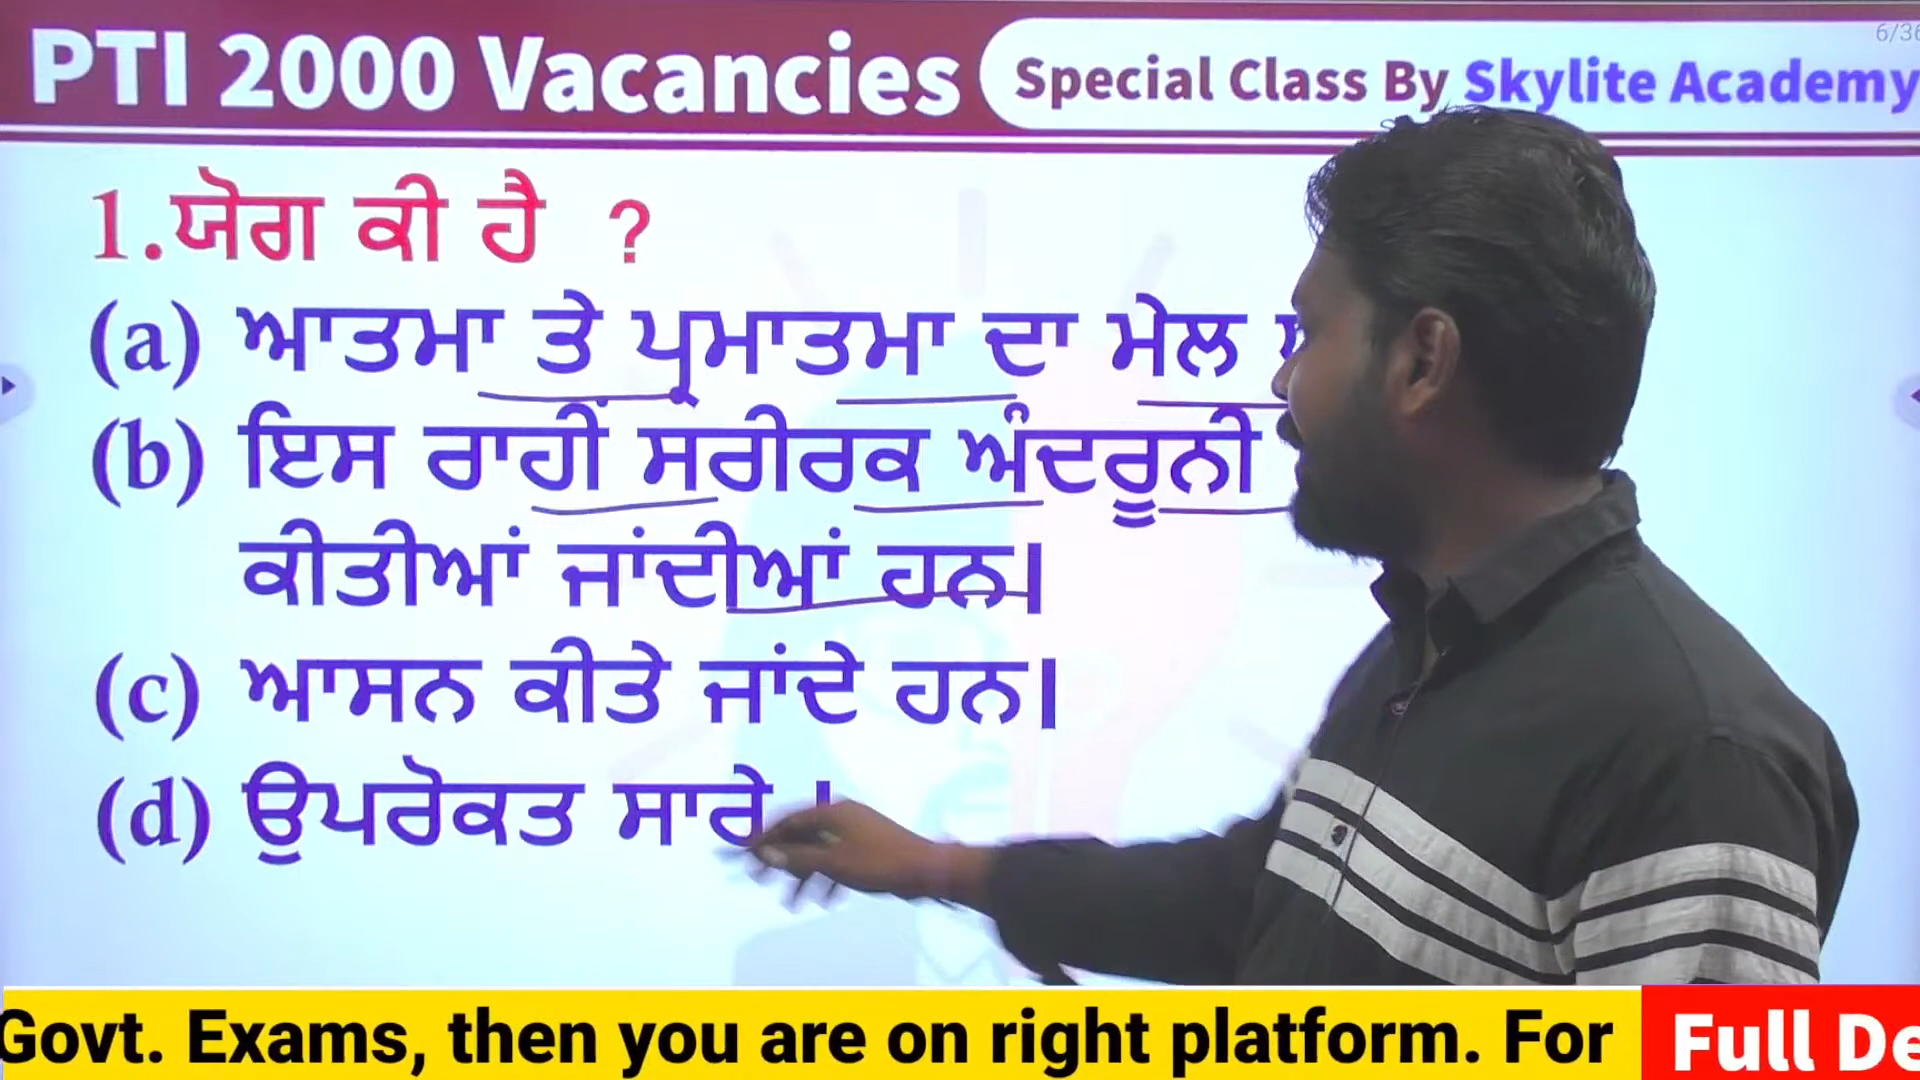 PTI 2000 Vacancies Special Class By Skylite Academy
1.ਯੋਗ ਕੀ ਹੈ ?
(a) ਆਤਮਾ ਤੇ ਪ੍ਰਮਾਤਮਾ ਦਾ ਮੇਲ
(b) ਇਸ ਰਾਹੀਂ ਸਰੀਰਕ ਅੰਦਰੂਨੀ
ਕੀਤੀਆਂ ਜਾਂਦੀਆਂ ਹਨ।
(c) ਆਸਨ ਕੀਤੇ ਜਾਂਦੇ ਹਨ।
(d) ਉਪਰੋਕਤ ਸਾਰੇ ।
Govt. Exams, then you are on right platform. For
Full De